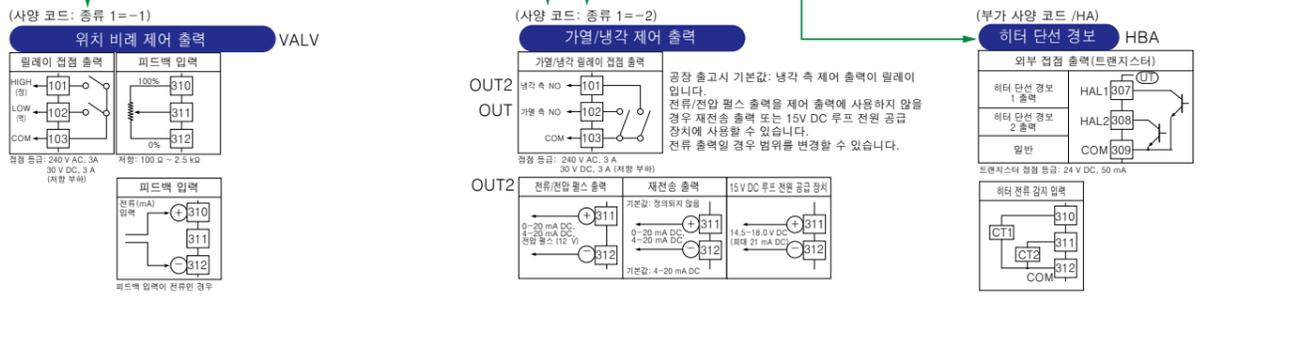 (사양 코드: 종류 1=-1)
위치 비례 제어 출력
VALV
릴레이 접점 출력
HIGH
(정)
101
LOW
(역)
102
COM
103
접점 등급: 240 V AC, 3A
30 V DC, 3 A
(저항 부하)
피드백 입력
100%
310
311
0%
312
저항: 100 Ω ~ 2.5 kΩ
피드백 입력
전류(mA)
입력
+
310
311
−
312
피드백 입력이 전류인 경우
(사양 코드: 종류 1=-2)
가열/냉각 제어 출력
가열/냉각 릴레이 접점 출력
OUT2
냉각 측 NO
101
OUT
가열 측 NO
102
COM
103
접점 등급: 240 V AC, 3 A
30 V DC, 3 A (저항 부하)
공장 출고시 기본값: 냉각 측 제어 출력이 릴레이
입니다.
전류/전압 펄스 출력을 제어 출력에 사용하지 않을
경우 재전송 출력 또는 15V DC 루프 전원 공급
장치에 사용할 수 있습니다.
전류 출력일 경우 범위를 변경할 수 있습니다.
OUT2
전류/전압 펄스 출력
+
311
0-20 mA DC,
4-20 mA DC,
전압 펄스 (12 V)
−
312
재전송 출력
기본값: 정의되지 않음
+
311
0-20 mA DC,
4-20 mA DC
−
312
기본값: 4-20 mA DC
15 V DC 루프 전원 공급 장치
+
311
14.5-18.0 V DC
(최대 21 mA DC)
−
312
(부가 사양 코드 /HA)
히터 단선 경보
HBA
외부 접점 출력(트랜지스터)
UT
히터 단선 경보
1 출력
HAL1
307
히터 단선 경보
2 출력
HAL2
308
일반
COM
309
트랜지스터 접점 등급: 24 V DC, 50 mA
히터 전류 감지 입력
310
CT1
311
CT2
312
COM